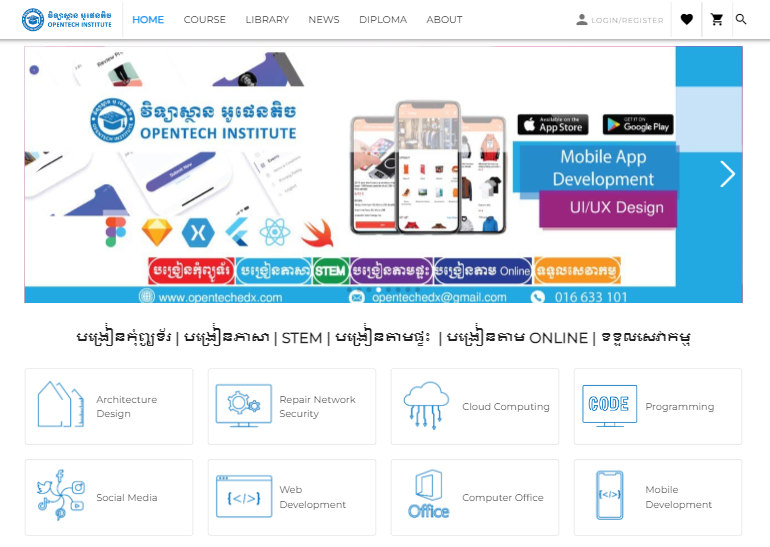 វិទ្យាស្ថាន អូផេនតិច
OPENTECH INSTITUTE
HOME
COURSE
LIBRARY
NEWS
DIPLOMA
ABOUT
LOGIN/REGISTER
វិទ្យាស្ថាន អូផេនតិច
OPENTECH INSTITUTE
Available on the
App Store
GET IT ON
Google Play
Mobile App
Development
UI/UX Design
បង្រៀនកុំព្យូទ័រ
បង្រៀនភាសា
STEM
បង្រៀនតាមផ្ទះ
បង្រៀនតាម Online
ទទួលសេវាកម្ម
www.opentechedx.com
opentechedx@gmail.com
016 633 101
បង្រៀនកុំព្យូទ័រ | បង្រៀនភាសា | STEM | បង្រៀនតាមផ្ទះ | បង្រៀនតាម ONLINE | ទទួលសេវាកម្ម
Architecture
Design
Repair Network
Security
Cloud Computing
CODE
Programming
Social Media
</>
Web
Development
Office
Computer Office
</>
Mobile
Development